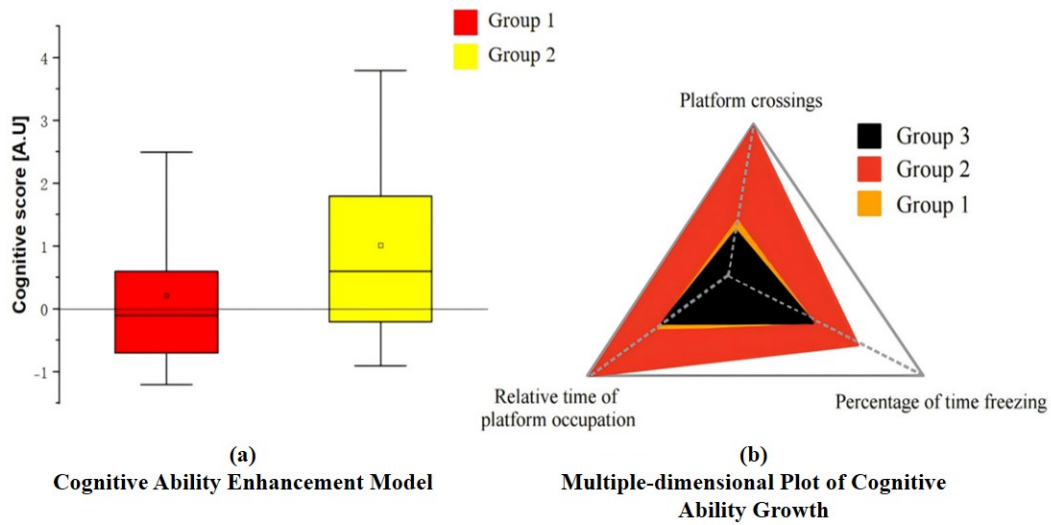 Group 1
Group 2
Cognitive score [A.U]
4
3
2
1
0
-1
(a)
Cognitive Ability Enhancement Model
Platform crossings
Group 3
Group 2
Group 1
Relative time of
platform occupation
Percentage of time freezing
(b)
Multiple-dimensional Plot of Cognitive
Ability Growth